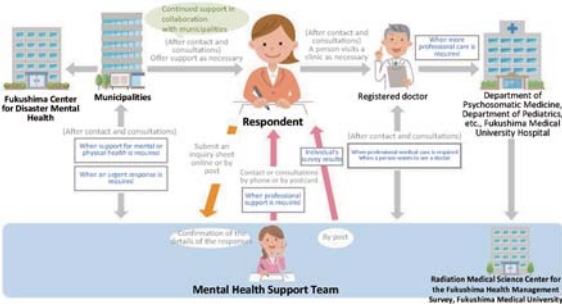 Continued support in
collaboration
with municipalities
(After contact and
consultations)
Offer support as necessary
(After contact and
consultations)
A person visits a
clinic as necessary
When more
professional care is
required!
Fukushima Center
for Disaster Mental
Health
Municipalities
Respondent
Registered doctor
Department of
Psychosomatic Medicine,
Department of Pediatrics,
etc., Fukushima Medical
University Hospital
(After contact and consultations)
When support for mental or
physical health is required!
When an urgent response is
required!
Submit an
inquiry sheet
online or by
post
Contact or consultations
by phone or by postcard
When professional
support is required!
Individual's
survey results
(After contact and consultations)
When professional medical care is required!
When a person wants to see a doctor
Confirmation of the
details of the responses
By post
Mental Health Support Team
Radiation Medical Science Center for
the Fukushima Health Management
Survey, Fukushima Medical University